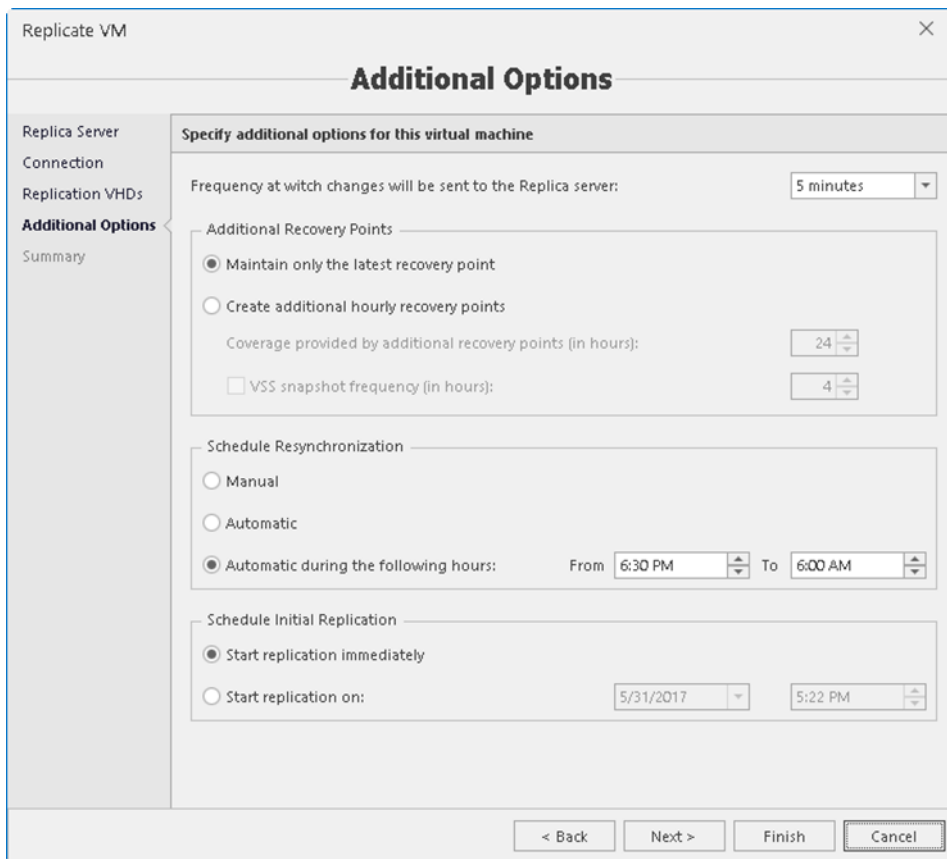 Replicate VM
Additional Options
Replica Server
Connection
Replication VHDs
Additional Options
Summary
Specify additional options for this virtual machine
Frequency at witch changes will be sent to the Replica server: 5 minutes
Additional Recovery Points
Maintain only the latest recovery point
Create additional hourly recovery points
Coverage provided by additional recovery points (in hours): 24
VSS snapshot frequency (in hours): 4
Schedule Resynchronization
Manual
Automatic
Automatic during the following hours: From 6:30 PM To 6:00 AM
Schedule Initial Replication
Start replication immediately
Start replication on: 5/31/2017 5:22 PM
< Back Next > Finish Cancel